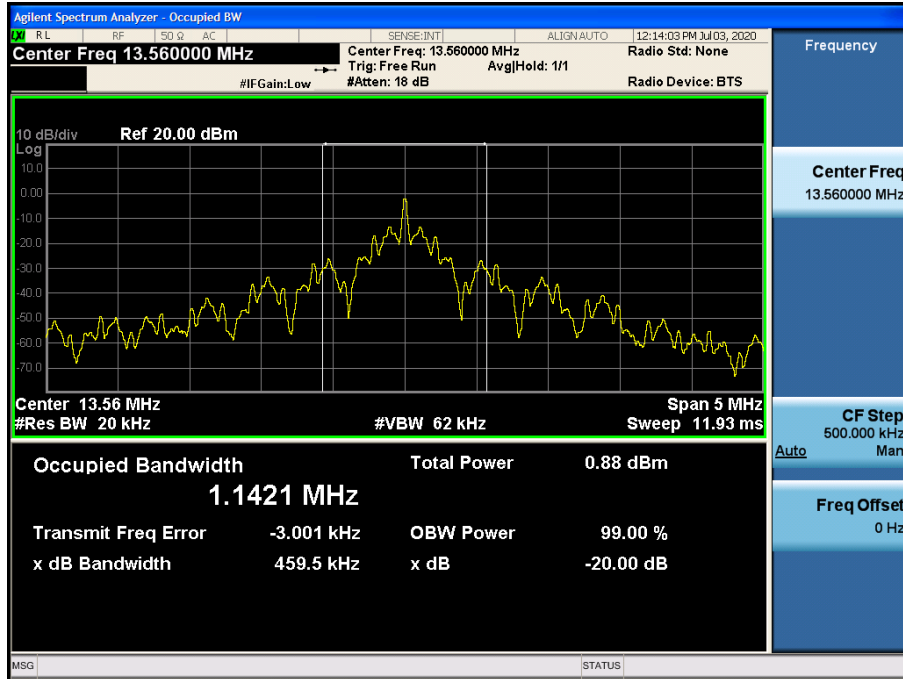 Agilent Spectrum Analyzer - Occupied BW
LXI RL RF 50 Ω AC SENSE:INT ALIGN AUTO 12:14:03 PM Jul 03, 2020
Center Freq 13.560000 MHz
Center Freq: 13.560000 MHz
Radio Std: None
Trig: Free Run Avg|Hold: 1/1
#IFGain:Low
#Atten: 18 dB
Radio Device: BTS
10 dB/div Ref 20.00 dBm
Log
10.0
0.00
-10.0
-20.0
-30.0
-40.0
-50.0
-60.0
-70.0
Center 13.56 MHz Span 5 MHz
#Res BW 20 kHz #VBW 62 kHz Sweep 11.93 ms
Occupied Bandwidth Total Power 0.88 dBm
1.1421 MHz
Transmit Freq Error -3.001 kHz OBW Power 99.00 %
x dB Bandwidth 459.5 kHz x dB -20.00 dB
MSG STATUS
Frequency
Center Freq
13.560000 MHz
CF Step
500.000 kHz
Auto Man
Freq Offset
0 Hz